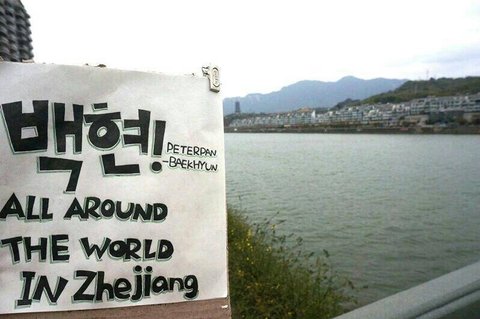 백현!
PETERPAN
-BAEKHYUN
ALL AROUND
THE WORLD
IN Zhejiang